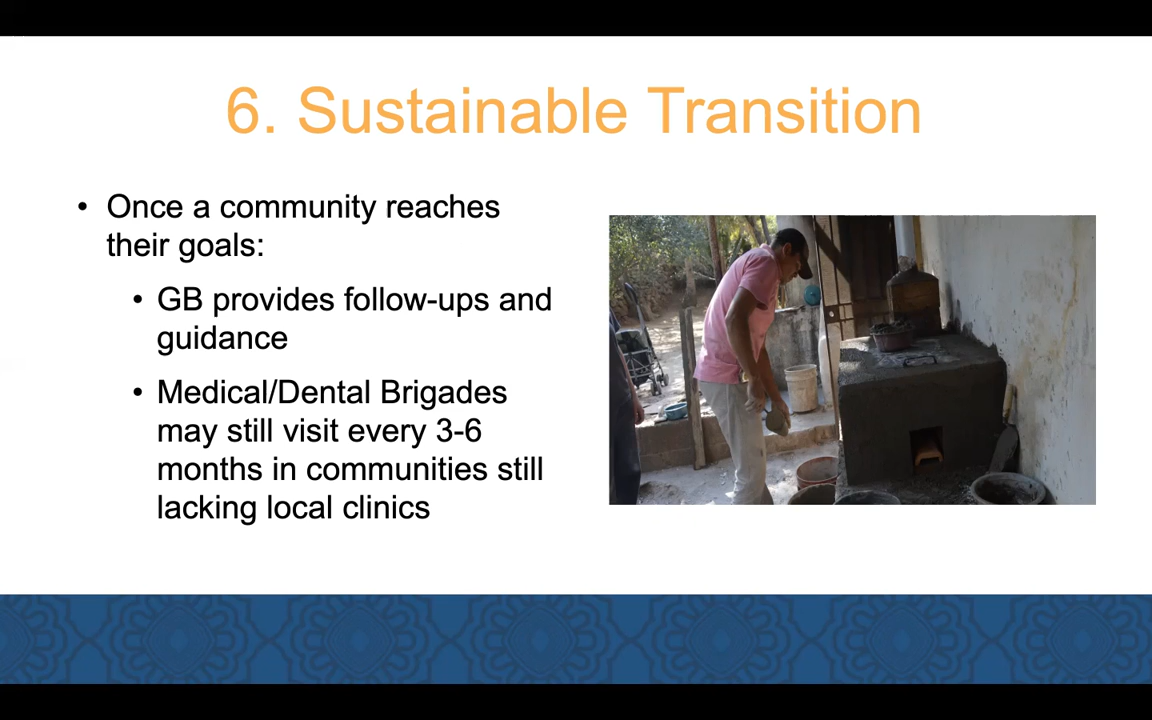 6. Sustainable Transition
• Once a community reaches
their goals:
• GB provides follow-ups and
guidance
• Medical/Dental Brigades
may still visit every 3-6
months in communities still
lacking local clinics